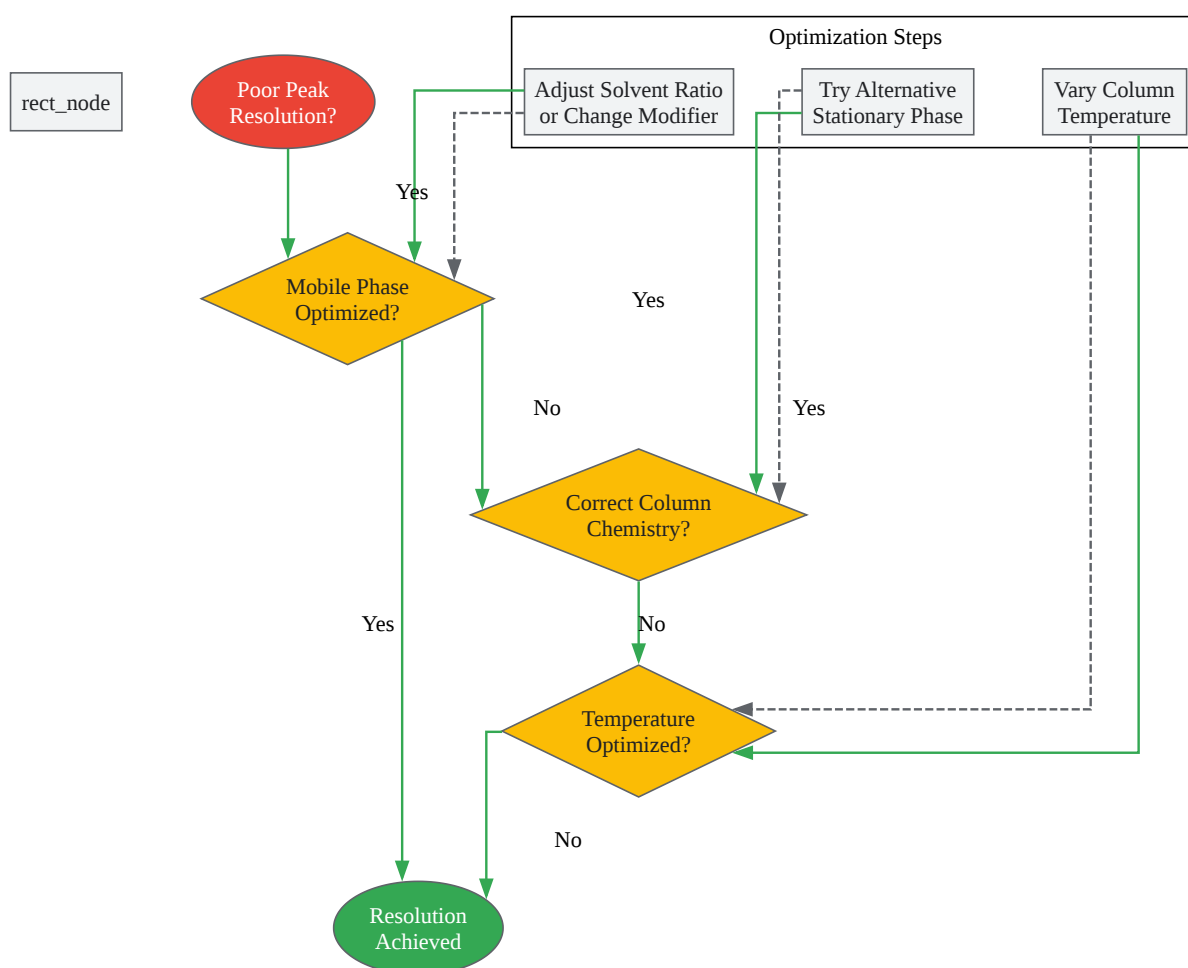 Optimization Steps
rect_node
Poor Peak
Resolution?
Adjust Solvent Ratio
or Change Modifier
Try Alternative
Stationary Phase
Vary Column
Temperature
Yes
Mobile Phase
Optimized?
Yes
No
Yes
Correct Column
Chemistry?
Yes
No
Temperature
Optimized?
No
Resolution
Achieved